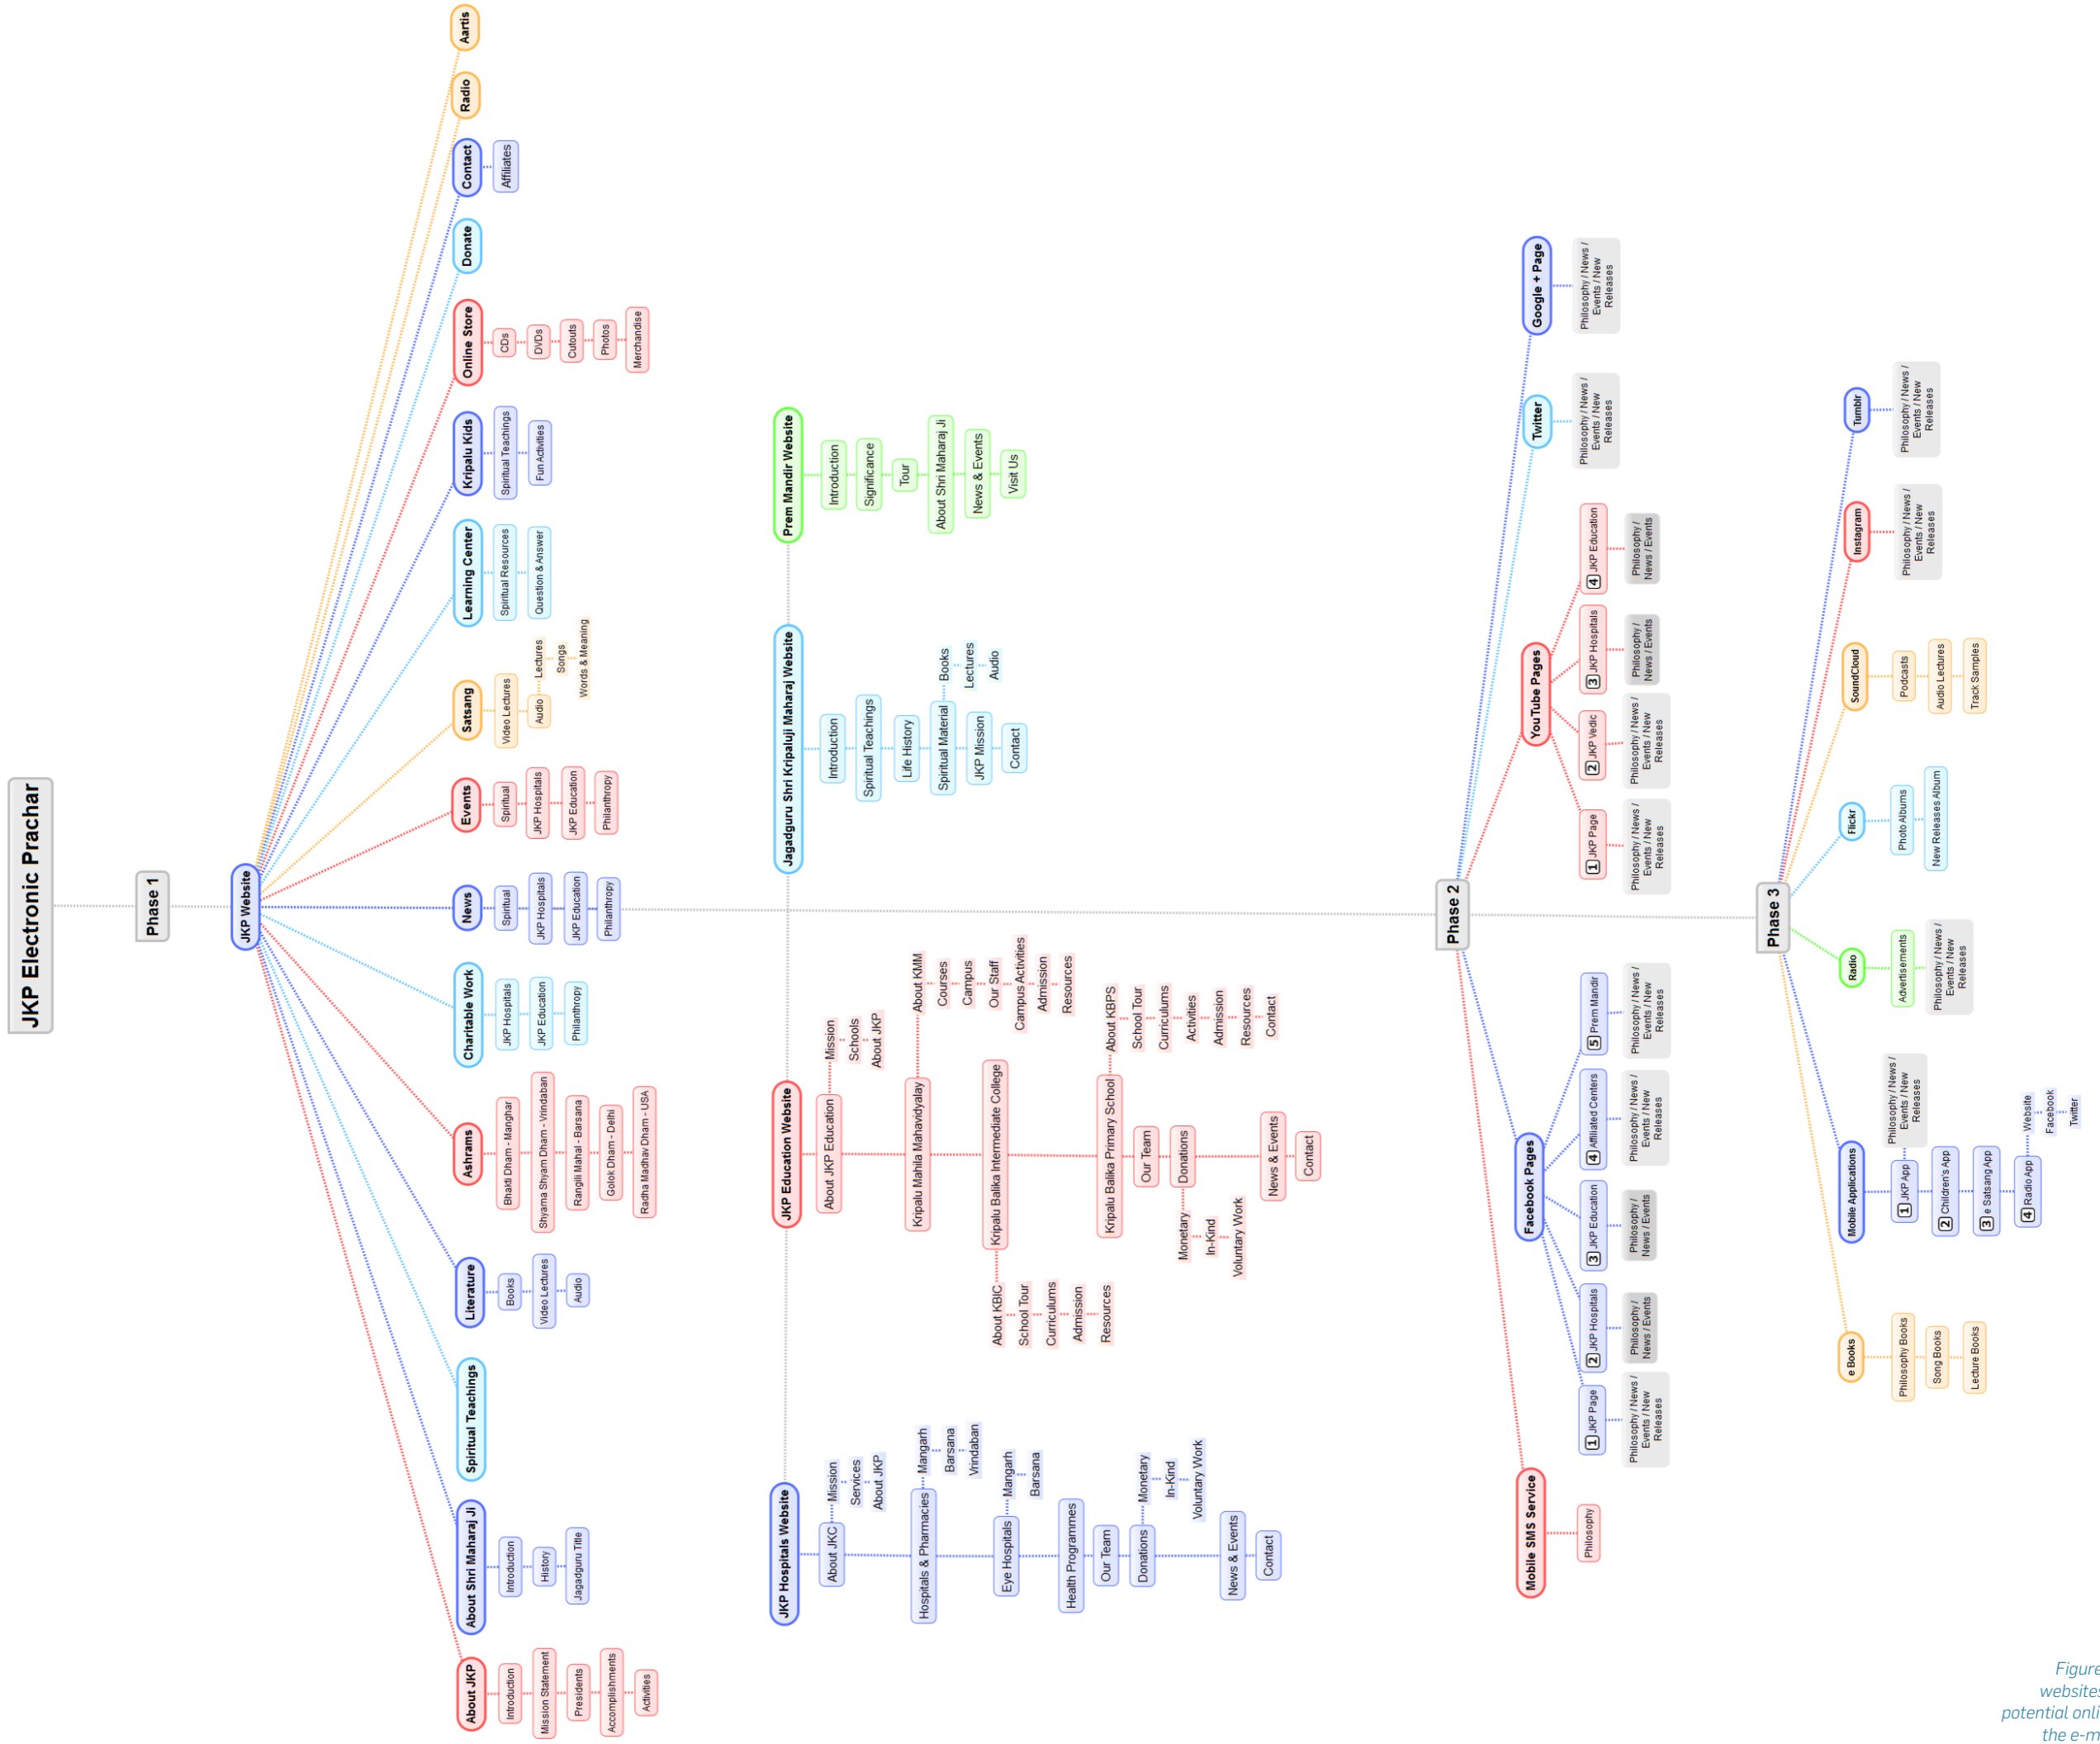 JKP Electronic Prachar
Phase 1
JKP Website
About JKP
Introduction
Mission Statement
Presidents
Accomplishments
Activities
About Shri Maharaj Ji
Introduction
History
Jagadguru Title
Spiritual Teachings
Literature
Books
Video Lectures
Audio
Ashrams
Bhakti Dham - Manghar
Shyama Shyam Dham - Vrindaban
Rangili Mahal - Barsana
Golok Dham - Delhi
Radha Madhav Dham - USA
Charitable Work
JKP Hospitals
JKP Education
Philanthropy
News
Spiritual
JKP Hospitals
JKP Education
Philanthropy
Events
Spiritual
JKP Hospitals
JKP Education
Philanthropy
Satsang
Video Lectures
Audio
Lectures
Songs
Words & Meaning
Learning Center
Spiritual Resources
Question & Answer
Kripalu Kids
Spiritual Teachings
Fun Activities
Online Store
CDs
DVDs
Cutouts
Photos
Merchandise
Donate
Contact
Affiliates
Radio
Aartis
JKP Hospitals Website
About JKC
Mission
Services
About JKP
Hospitals & Pharmacies
Mangarh
Barsana
Vrindaban
Eye Hospitals
Mangarh
Barsana
Health Programmes
Our Team
Donations
Monetary
In-Kind
Voluntary Work
News & Events
Contact
JKP Education Website
About JKP Education
Mission
Schools
About JKP
Kripalu Mahila Mahavidyalay
About KMM
Courses
Campus
Our Staff
Campus Activities
Admission
Resources
Kripalu Balika Intermediate College
About KBIC
School Tour
Curriculums
Admission
Resources
Kripalu Balika Primary School
About KBPS
School Tour
Curriculums
Activities
Admission
Resources
Contact
Our Team
Donations
Monetary
In-Kind
Voluntary Work
News & Events
Contact
Jagadguru Shri Kripaluji Maharaj Website
Introduction
Spiritual Teachings
Life History
Spiritual Material
Books
Lectures
Audio
JKP Mission
Contact
Prem Mandir Website
Introduction
Significance
Tour
About Shri Maharaj Ji
News & Events
Visit Us
Phase 2
Mobile SMS Service
Philosophy
Facebook Pages
1 JKP Page
Philosophy / News /
Events / New
Releases
2 JKP Hospitals
Philosophy /
News / Events
3 JKP Education
Philosophy /
News / Events
4 Affiliated Centers
Philosophy / News /
Events / New
Releases
5 Prem Mandir
Philosophy / News /
Events / New
Releases
YouTube Pages
1 JKP Page
Philosophy / News /
Events / New
Releases
2 JKP Vedic
Philosophy / News /
Events / New
Releases
3 JKP Hospitals
Philosophy /
News / Events
4 JKP Education
Philosophy /
News / Events
Twitter
Philosophy / News /
Events / New
Releases
Google + Page
Philosophy / News /
Events / New
Releases
Phase 3
e Books
Philosophy Books
Song Books
Lecture Books
Mobile Applications
1 JKP App
Philosophy / News /
Events / New
Releases
2 Children's App
3 e Satsang App
4 Radio App
Website
Facebook
Twitter
Radio
Advertisements
Philosophy / News /
Events / New
Releases
Flickr
Photo Albums
New Releases Album
SoundCloud
Podcasts
Audio Lectures
Track Samples
Instagram
Philosophy / News /
Events / New
Releases
Tumblr
Philosophy / News /
Events / New
Releases
Figure
websites
potential onli
the e-m